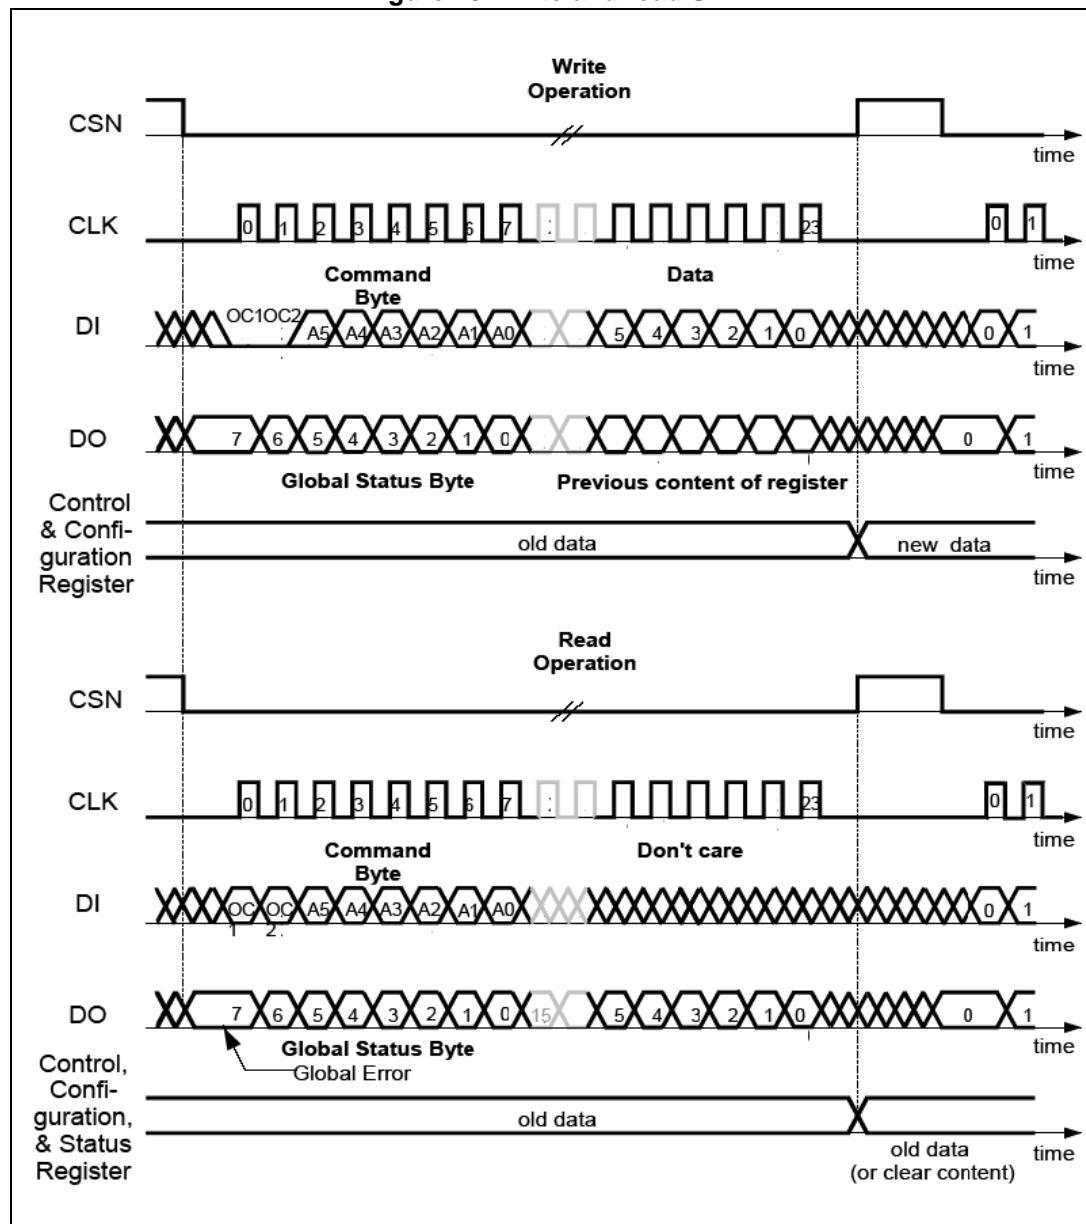 Write
Operation
CSN
time
CLK
0 1 2 3 4 5 6 7 23 0 1
time
Command
Byte
Data
DI
OC1OC2 A5 A4 A3 A2 A1 A0 5 4 3 2 1 0 0 1
time
DO
7 6 5 4 3 2 1 0 0 1
time
Global Status Byte
Previous content of register
Control
& Confi-
guration
Register
old data
new data
time
Read
Operation
CSN
time
CLK
0 1 2 3 4 5 6 7 23 0 1
time
Command
Byte
Don't care
DI
OC OC A5 A4 A3 A2 A1 A0 0 1
1 2
time
DO
7 6 5 4 3 2 1 0 15 5 4 3 2 1 0 0 1
time
Global Status Byte
Global Error
Control,
Confi-
guration,
& Status
Register
old data
old data
(or clear content)
time